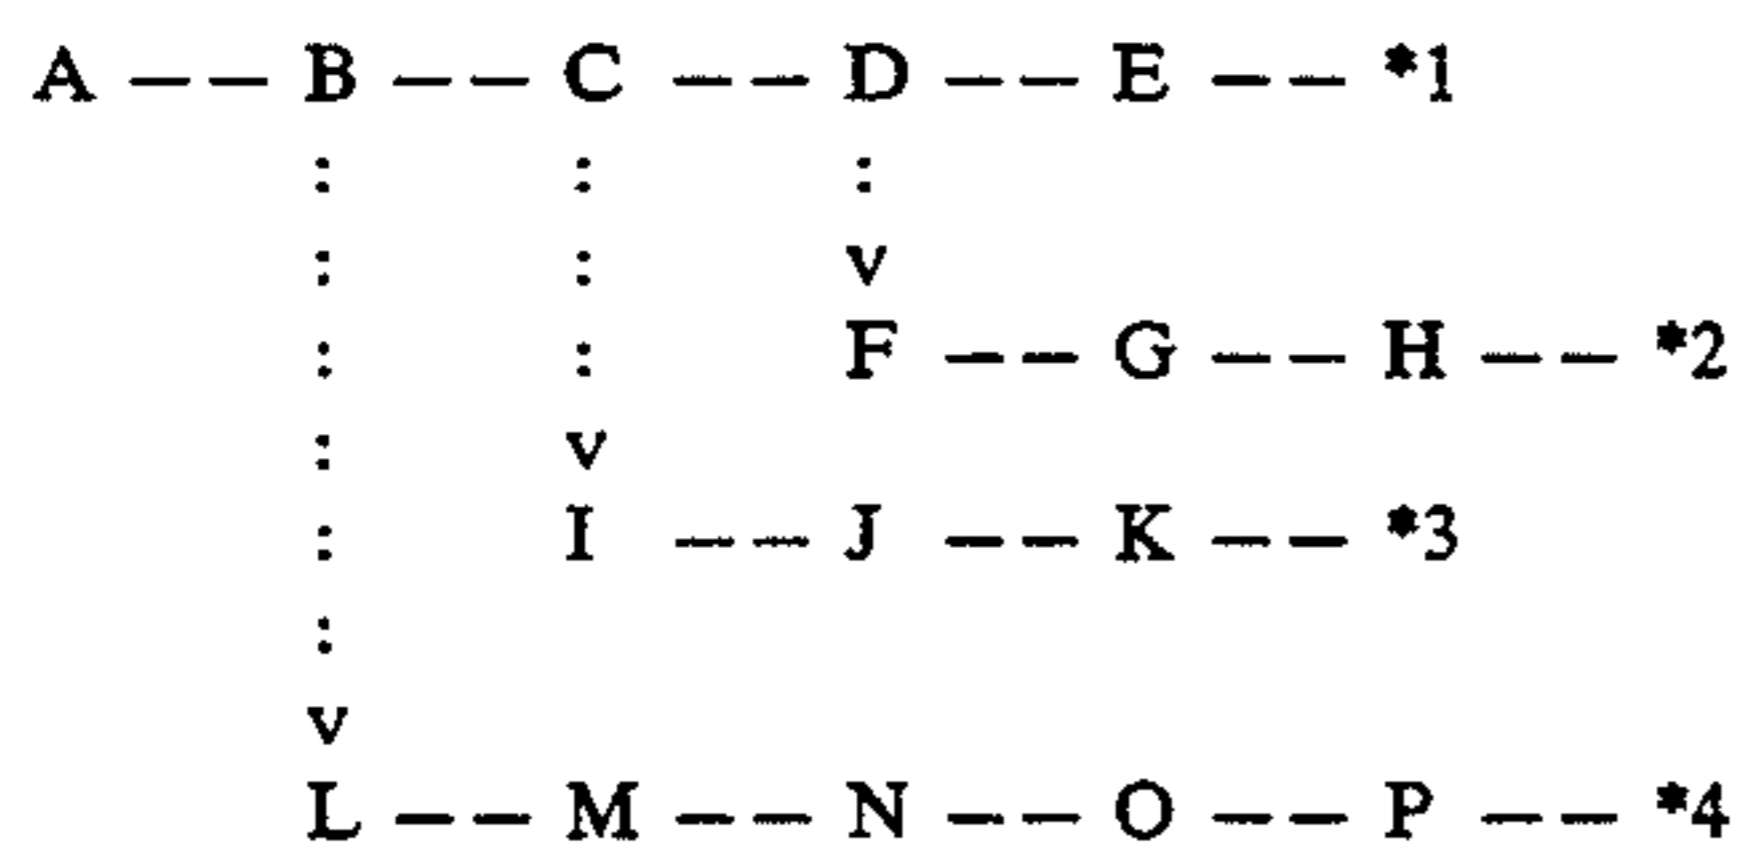 A -- B -- C -- D -- E -- *1
: : :
: : v
: : F -- G -- H -- *2
: v
: I -- J -- K -- *3
:
v
L -- M -- N -- O -- P -- *4